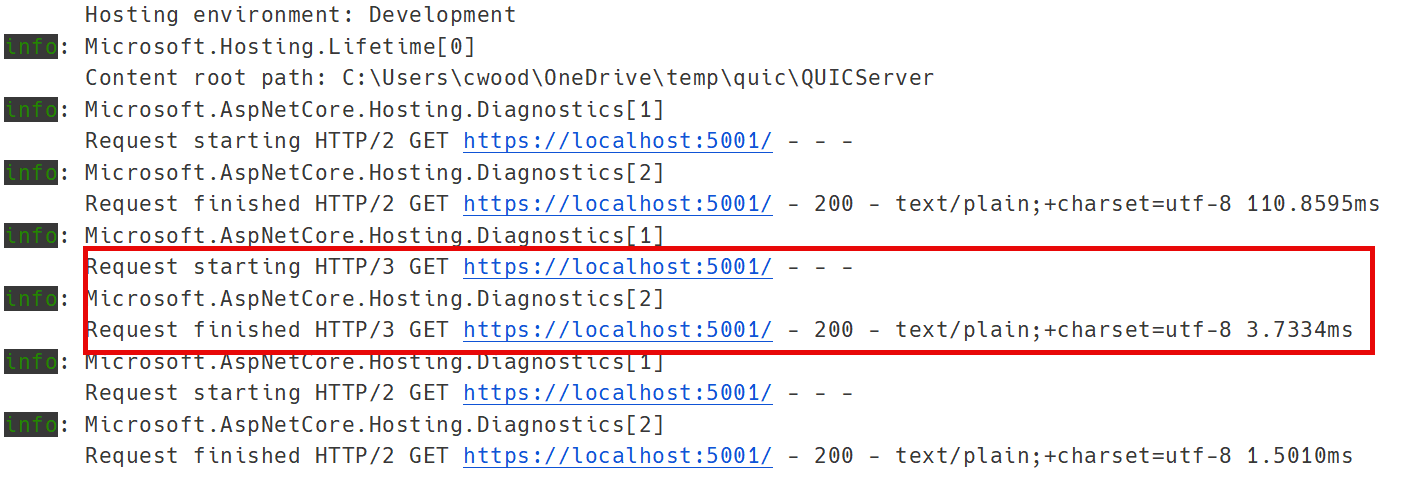 Hosting environment: Development
info: Microsoft.Hosting.Lifetime[0]
Content root path: C:\Users\cwood\OneDrive\temp\quic\QUICServer
info: Microsoft.AspNetCore.Hosting.Diagnostics[1]
Request starting HTTP/2 GET https://localhost:5001/ - - -
info: Microsoft.AspNetCore.Hosting.Diagnostics[2]
Request finished HTTP/2 GET https://localhost:5001/ - 200 - text/plain;+charset=utf-8 110.8595ms
info: Microsoft.AspNetCore.Hosting.Diagnostics[1]
Request starting HTTP/3 GET https://localhost:5001/ - - -
info: Microsoft.AspNetCore.Hosting.Diagnostics[2]
Request finished HTTP/3 GET https://localhost:5001/ - 200 - text/plain;+charset=utf-8 3.7334ms
info: Microsoft.AspNetCore.Hosting.Diagnostics[1]
Request starting HTTP/2 GET https://localhost:5001/ - - -
info: Microsoft.AspNetCore.Hosting.Diagnostics[2]
Request finished HTTP/2 GET https://localhost:5001/ - 200 - text/plain;+charset=utf-8 1.5010ms